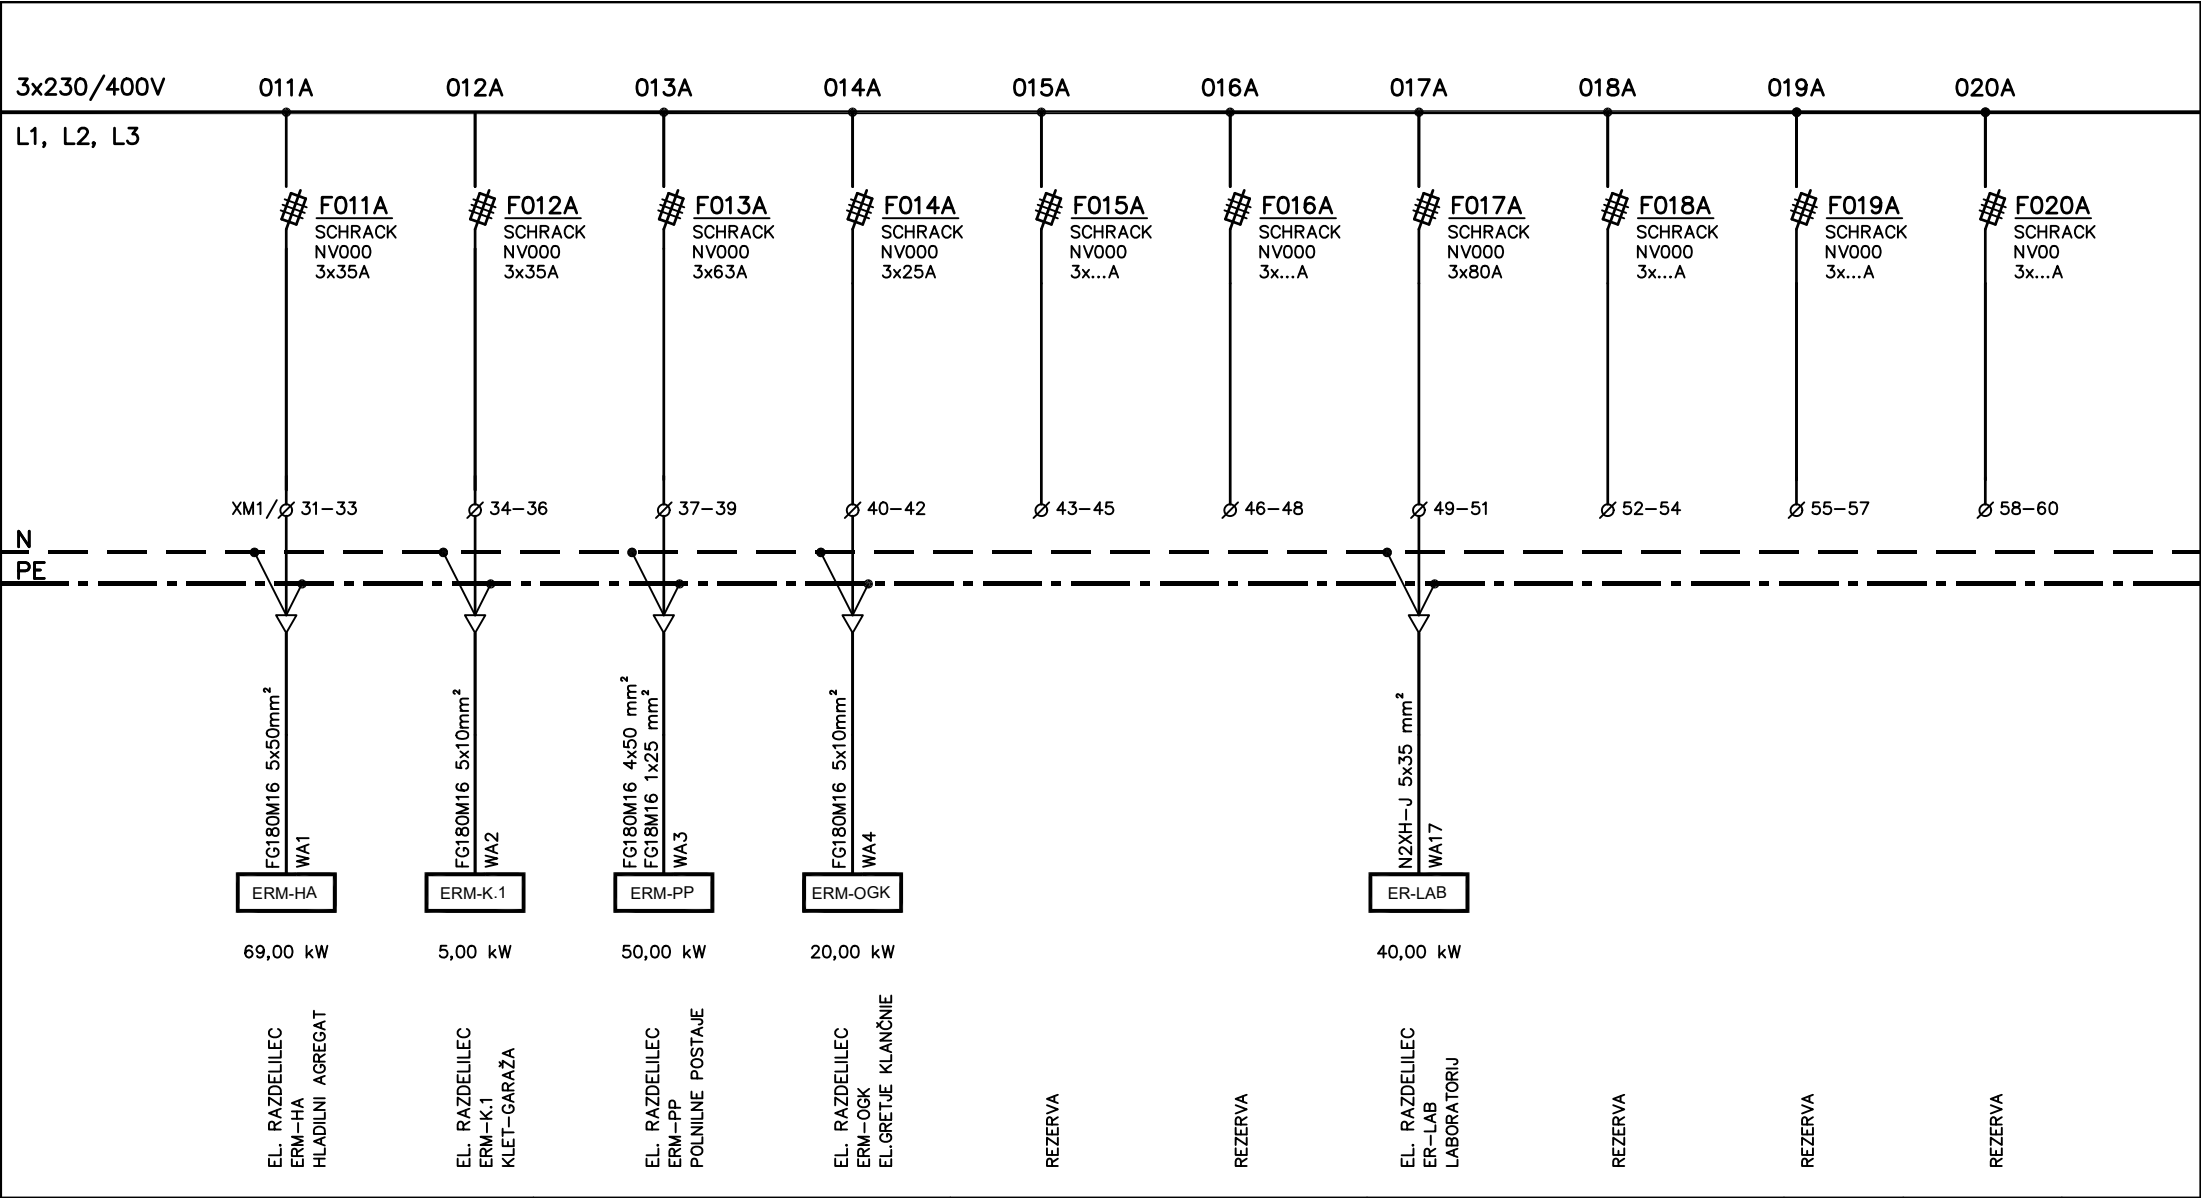 3x230/400V
011A
012A
013A
014A
015A
016A
017A
018A
019A
020A
L1, L2, L3
F011A
SCHRACK
NV000
3x35A
F012A
SCHRACK
NV000
3x35A
F013A
SCHRACK
NV000
3x63A
F014A
SCHRACK
NV000
3x25A
F015A
SCHRACK
NV000
3x...A
F016A
SCHRACK
NV000
3x...A
F017A
SCHRACK
NV000
3x80A
F018A
SCHRACK
NV000
3x...A
F019A
SCHRACK
NV000
3x...A
F020A
SCHRACK
NV00
3x...A
XM1/ 31-33
34-36
37-39
40-42
43-45
46-48
49-51
52-54
55-57
58-60
N
PE
FG180M16 5x50mm²
WA1
FG180M16 5x10mm²
WA2
FG180M16 4x50 mm²
FG18M16 1x25 mm²
WA3
FG180M16 5x10mm²
WA4
N2XH-J 5x35 mm²
WA17
ERM-HA
ERM-K.1
ERM-PP
ERM-OGK
ER-LAB
69,00 kW
5,00 kW
50,00 kW
20,00 kW
40,00 kW
EL. RAZDELILEC
ERM-HA
HLADILNI AGREGAT
EL. RAZDELILEC
ERM-K.1
KLET-GARAŽA
EL. RAZDELILEC
ERM-PP
POLNILNE POSTAJE
EL. RAZDELILEC
ERM-OGK
EL.GRETJE KLANČNIE
REZERVA
REZERVA
EL. RAZDELILEC
ER-LAB
LABORATORIJ
REZERVA
REZERVA
REZERVA